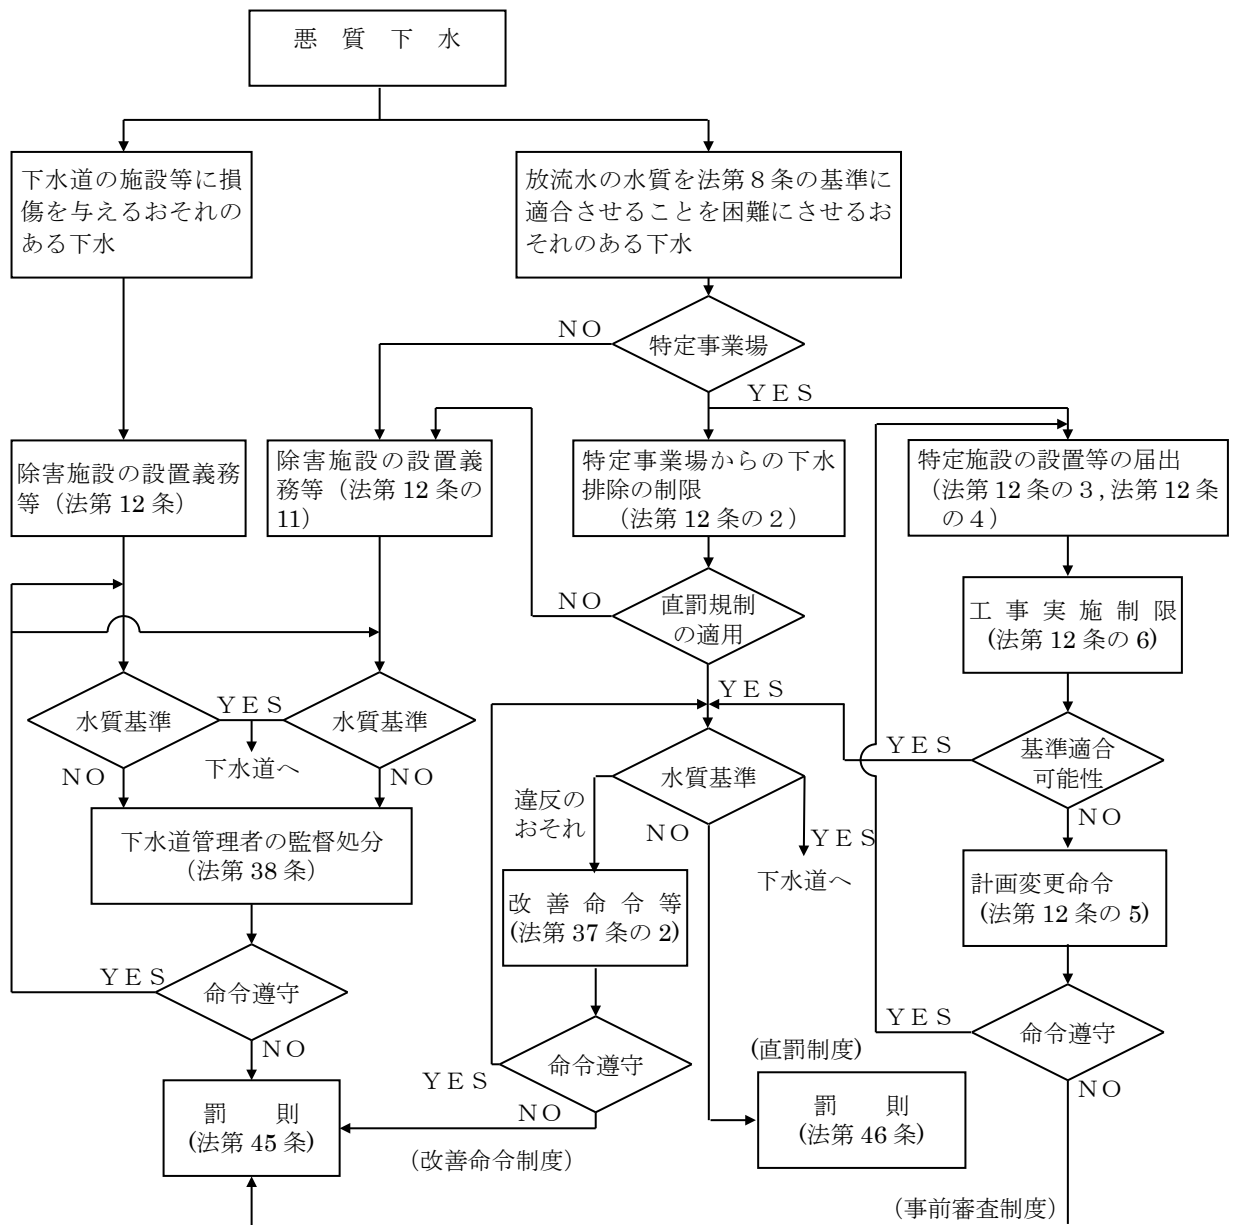 悪　質　下　水
下水道の施設等に損
傷を与えるおそれの
ある下水
放流水の水質を法第８条の基準に
適合させることを困難にさせるお
それのある下水
ＮＯ
特定事業場
ＹＥＳ
除害施設の設置義務
等（法第 12 条）
除害施設の設置義
務等（法第 12 条の
11）
特定事業場からの下水
排除の制限
（法第 12 条の２）
特定施設の設置等の届出
（法第 12 条の３, 法第 12 条
の４）
ＮＯ
直罰規制
の適用
工 事 実 施 制 限
(法第 12 条の 6)
ＹＥＳ
水質基準
ＹＥＳ
水質基準
下水道へ
ＮＯ
ＮＯ
水質基準
ＹＥＳ
基準適合
可能性
違反の
おそれ
ＮＯ
ＹＥＳ
下水道へ
ＮＯ
下水道管理者の監督処分
（法第 38 条）
改 善 命 令 等
(法第 37 条の 2)
計画変更命令
(法第 12 条の 5)
ＹＥＳ
命令遵守
ＮＯ
ＹＥＳ
命令遵守
ＮＯ
ＹＥＳ
命令遵守
ＮＯ
(直罰制度)
罰　　則
(法第 45 条)
罰　　則
(法第 46 条)
（改善命令制度）
（事前審査制度）